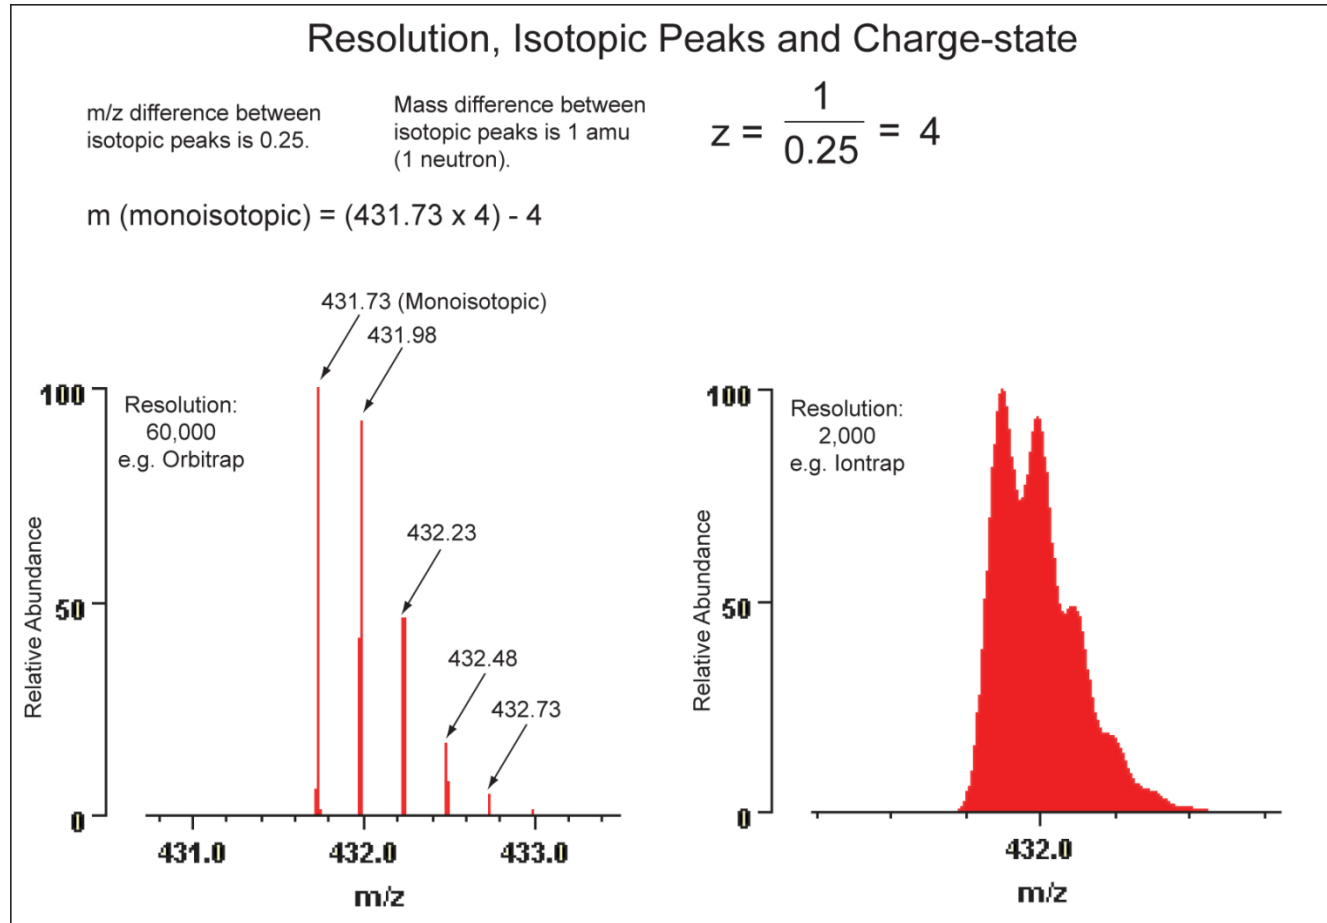 Resolution, Isotopic Peaks and Charge-state
m/z difference between
isotopic peaks is 0.25.
Mass difference between
isotopic peaks is 1 amu
(1 neutron).
z = 1/0.25 = 4
m (monoisotopic) = (431.73 x 4) - 4
431.73 (Monoisotopic)
431.98
432.23
432.48
432.73
Resolution:
60,000
e.g. Orbitrap
Relative Abundance
100
50
0
431.0 432.0 433.0
m/z
Resolution:
2,000
e.g. Iontrap
Relative Abundance
100
50
0
432.0
m/z